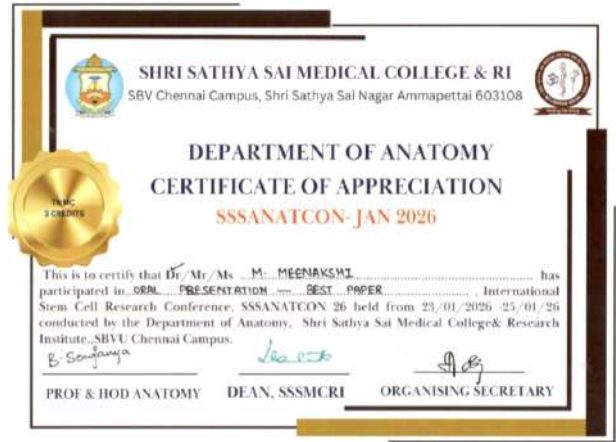 SHRI SATHYA SAI MEDICAL COLLEGE & RI
SBV Chennai Campus, Shri Sathya Sai Nagar Ammapettai 603108
DEPARTMENT OF ANATOMY
CERTIFICATE OF APPRECIATION
SSSANATCON- JAN 2026
TNMC
3 CREDITS
This is to certify that Dr/Mr/Ms M. MEENAKSHI has
participated in ORAL PRESENTATION — BEST PAPER, International
Stem Cell Research Conference, SSSANATCON 26 held from 23/01/2026 -25/01/26
conducted by the Department of Anatomy, Shri Sathya Sai Medical College& Research
Institute.,SBVU Chennai Campus.
B. Sowjanya
PROF & HOD ANATOMY
DEAN, SSSMCRI
ORGANISING SECRETARY